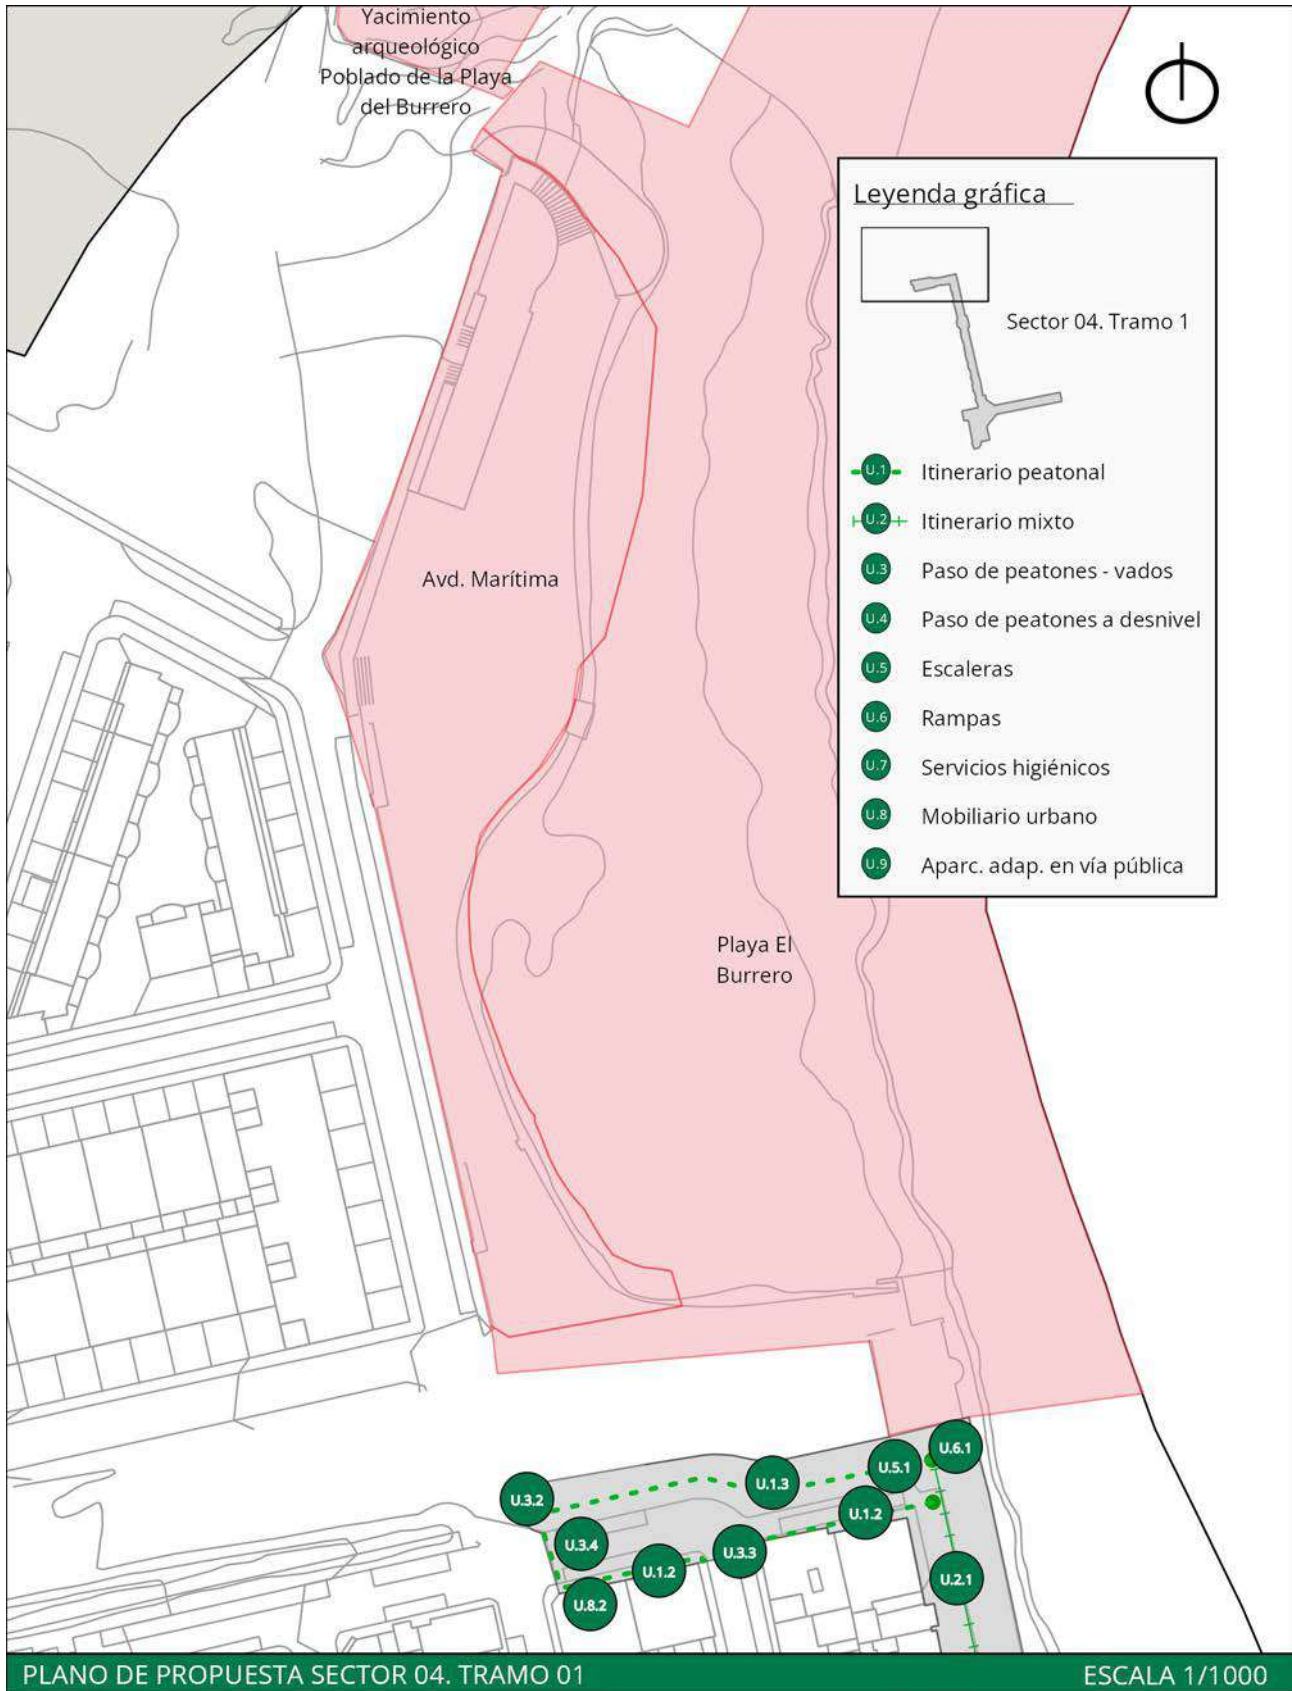 Yacimiento
arqueológico
Poblado de la Playa
del Burrero
Leyenda gráfica
Sector 04. Tramo 1
U.1 Itinerario peatonal
U.2 Itinerario mixto
U.3 Paso de peatones - vados
U.4 Paso de peatones a desnivel
U.5 Escaleras
U.6 Rampas
U.7 Servicios higiénicos
U.8 Mobiliario urbano
U.9 Aparc. adap. en vía pública
Avd. Marítima
Playa El
Burrero
U.6.1
U.5.1
U.1.3
U.3.2
U.1.2
U.3.4
U.3.3
U.1.2
U.2.1
U.8.2
PLANO DE PROPUESTA SECTOR 04. TRAMO 01
ESCALA 1/1000